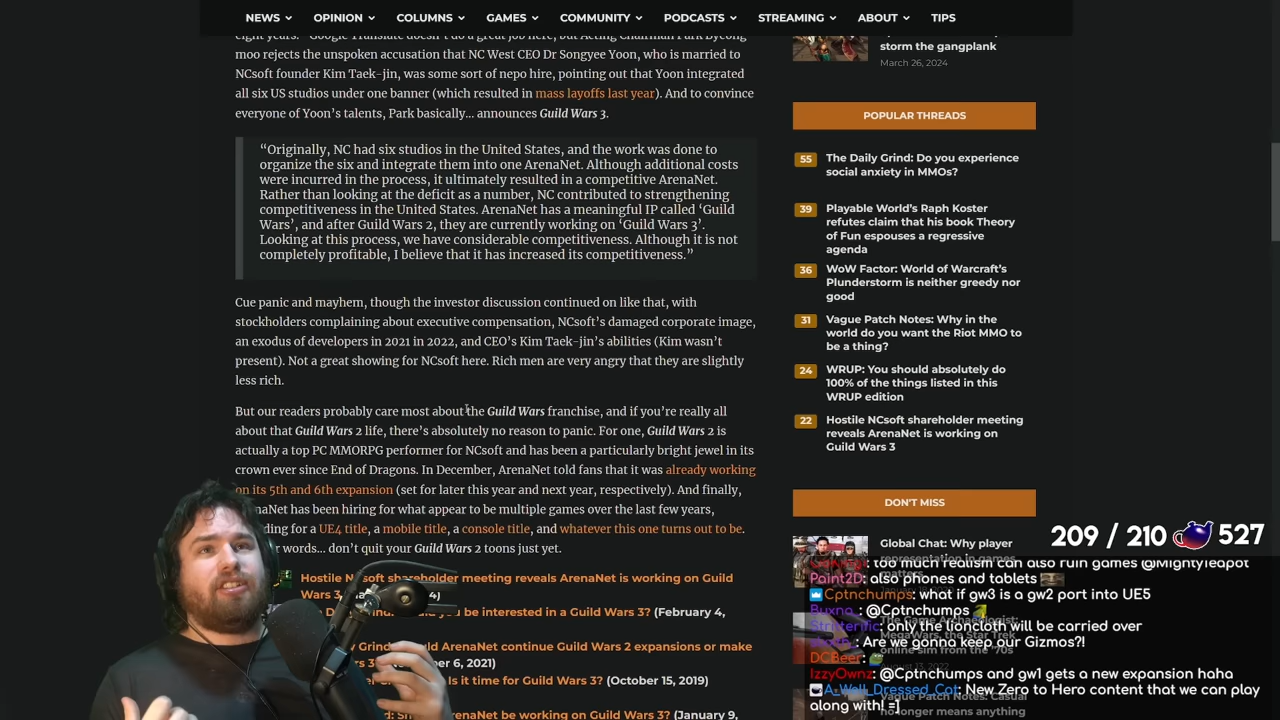 NEWS OPINION COLUMNS GAMES COMMUNITY PODCASTS STREAMING ABOUT TIPS
moo rejects the unspoken accusation that NC West CEO Dr Songyee Yoon, who is married to
NCsoft founder Kim Taek-jin, was some sort of nepo hire, pointing out that Yoon integrated
all six US studios under one banner (which resulted in mass layoffs last year). And to convince
everyone of Yoon's talents, Park basically… announces Guild Wars 3.
“Originally, NC had six studios in the United States, and the work was done to
organize the six and integrate them into one ArenaNet. Although additional costs
were incurred in the process, it ultimately resulted in a competitive ArenaNet.
Rather than looking at the deficit as a number, NC contributed to strengthening
competitiveness in the United States. ArenaNet has a meaningful IP called ‘Guild
Wars’, and after Guild Wars 2, they are currently working on ‘Guild Wars 3’.
Looking at this process, we have considerable competitiveness. Although it is not
completely profitable, I believe that it has increased its competitiveness.”
Cue panic and mayhem, though the investor discussion continued on like that, with
stockholders complaining about executive compensation, NCsoft’s damaged corporate image,
an exodus of developers in 2021 in 2022, and CEO’s Kim Taek-jin’s abilities (Kim wasn’t
present). Not a great showing for NCsoft here. Rich men are very angry that they are slightly
less rich.
But our readers probably care most about the Guild Wars franchise, and if you’re really all
about that Guild Wars 2 life, there’s absolutely no reason to panic. For one, Guild Wars 2 is
actually a top PC MMORPG performer for NCsoft and has been a particularly bright jewel in its
crown ever since End of Dragons. In December, ArenaNet told fans that it was already working
on its 5th and 6th expansion (set for later this year and next year, respectively). And finally,
has been hiring for what appear to be multiple games over the last few years,
for a UE4 title, a mobile title, a console title, and whatever this one turns out to be.
words… don’t quit your Guild Wars 2 toons just yet.
Hostile NCsoft shareholder meeting reveals ArenaNet is working on Guild
Wars 3
be interested in a Guild Wars 3? (February 4,
ArenaNet continue Guild Wars 2 expansions or make
6, 2021)
Is it time for Guild Wars 3? (October 15, 2019)
be working on Guild Wars 3? (January 9,
storm the gangplank
March 26, 2024
POPULAR THREADS
55 The Daily Grind: Do you experience
social anxiety in MMOs?
39 Playable World’s Raph Koster
refutes claim that his book Theory
of Fun espouses a regressive
agenda
36 WoW Factor: World of Warcraft’s
Plunderstorm is neither greedy nor
good
31 Vague Patch Notes: Why in the
world do you want the Riot MMO to
be a thing?
24 WRUP: You should absolutely do
100% of the things listed in this
WRUP edition
22 Hostile NCsoft shareholder meeting
reveals ArenaNet is working on
Guild Wars 3
DON’T MISS
Global Chat: Why player
209 / 210 527
too much realism can also ruin games @MightyTeapot
Paint2D: also phones and tablets
Cptnchumps: what if gw3 is a gw2 port into UE5
Buxno: @Cptnchumps
only the lioncloth will be carried over
Are we gonna keep our Gizmos?!
DCBeer:
IzzyOwnz: @Cptnchumps and gw1 gets a new expansion haha
A_Well_Dressed_Cat: New Zero to Hero content that we can play
along with! =]